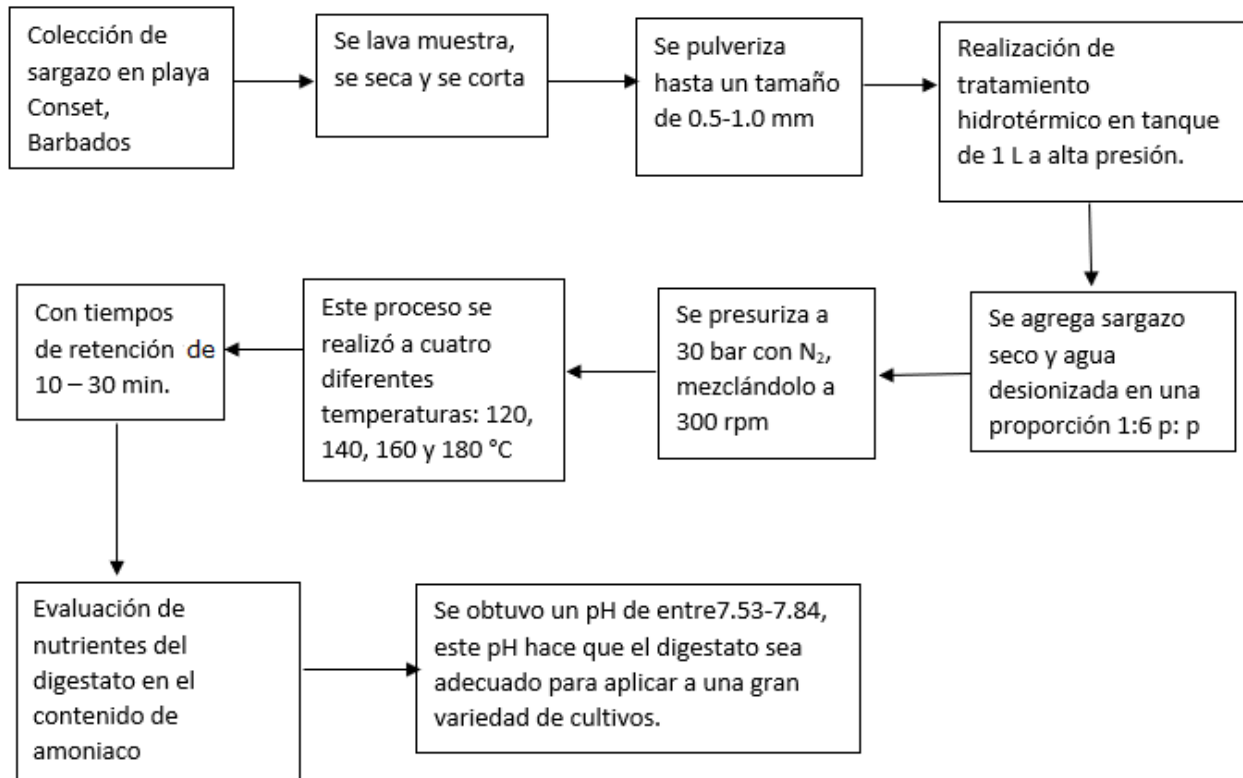 Colección de
sargazo en playa
Conset,
Barbados
Se lava muestra,
se seca y se corta
Se pulveriza
hasta un tamaño
de 0.5-1.0 mm
Realización de
tratamiento
hidrotérmico en tanque
de 1 L a alta presión.
Se agrega sargazo
seco y agua
desionizada en una
proporción 1:6 p: p
Se presuriza a
30 bar con N₂,
mezclándolo a
300 rpm
Este proceso se
realizó a cuatro
diferentes
temperaturas: 120,
140, 160 y 180 °C
Con tiempos
de retención de
10 – 30 min.
Evaluación de
nutrientes del
digestato en el
contenido de
amoniaco
Se obtuvo un pH de entre7.53-7.84,
este pH hace que el digestato sea
adecuado para aplicar a una gran
variedad de cultivos.